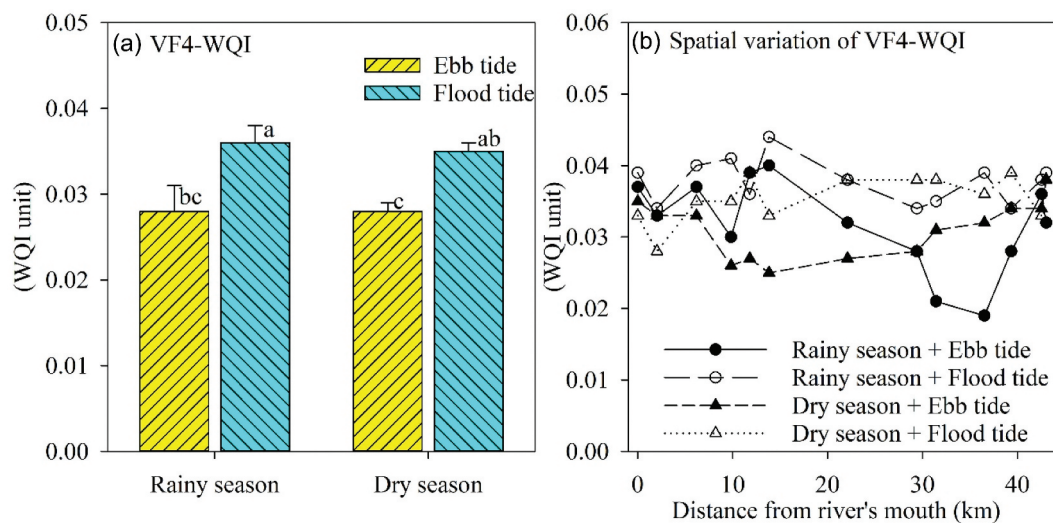 (a) VF4-WQI
Ebb tide
Flood tide
0.05
0.04
0.03
0.02
0.01
0.00
(WQI unit)
bc
a
c
ab
Rainy season
Dry season
(b) Spatial variation of VF4-WQI
0.06
0.05
0.04
0.03
0.02
0.01
0.00
(WQI unit)
Rainy season + Ebb tide
Rainy season + Flood tide
Dry season + Ebb tide
Dry season + Flood tide
0 10 20 30 40
Distance from river's mouth (km)